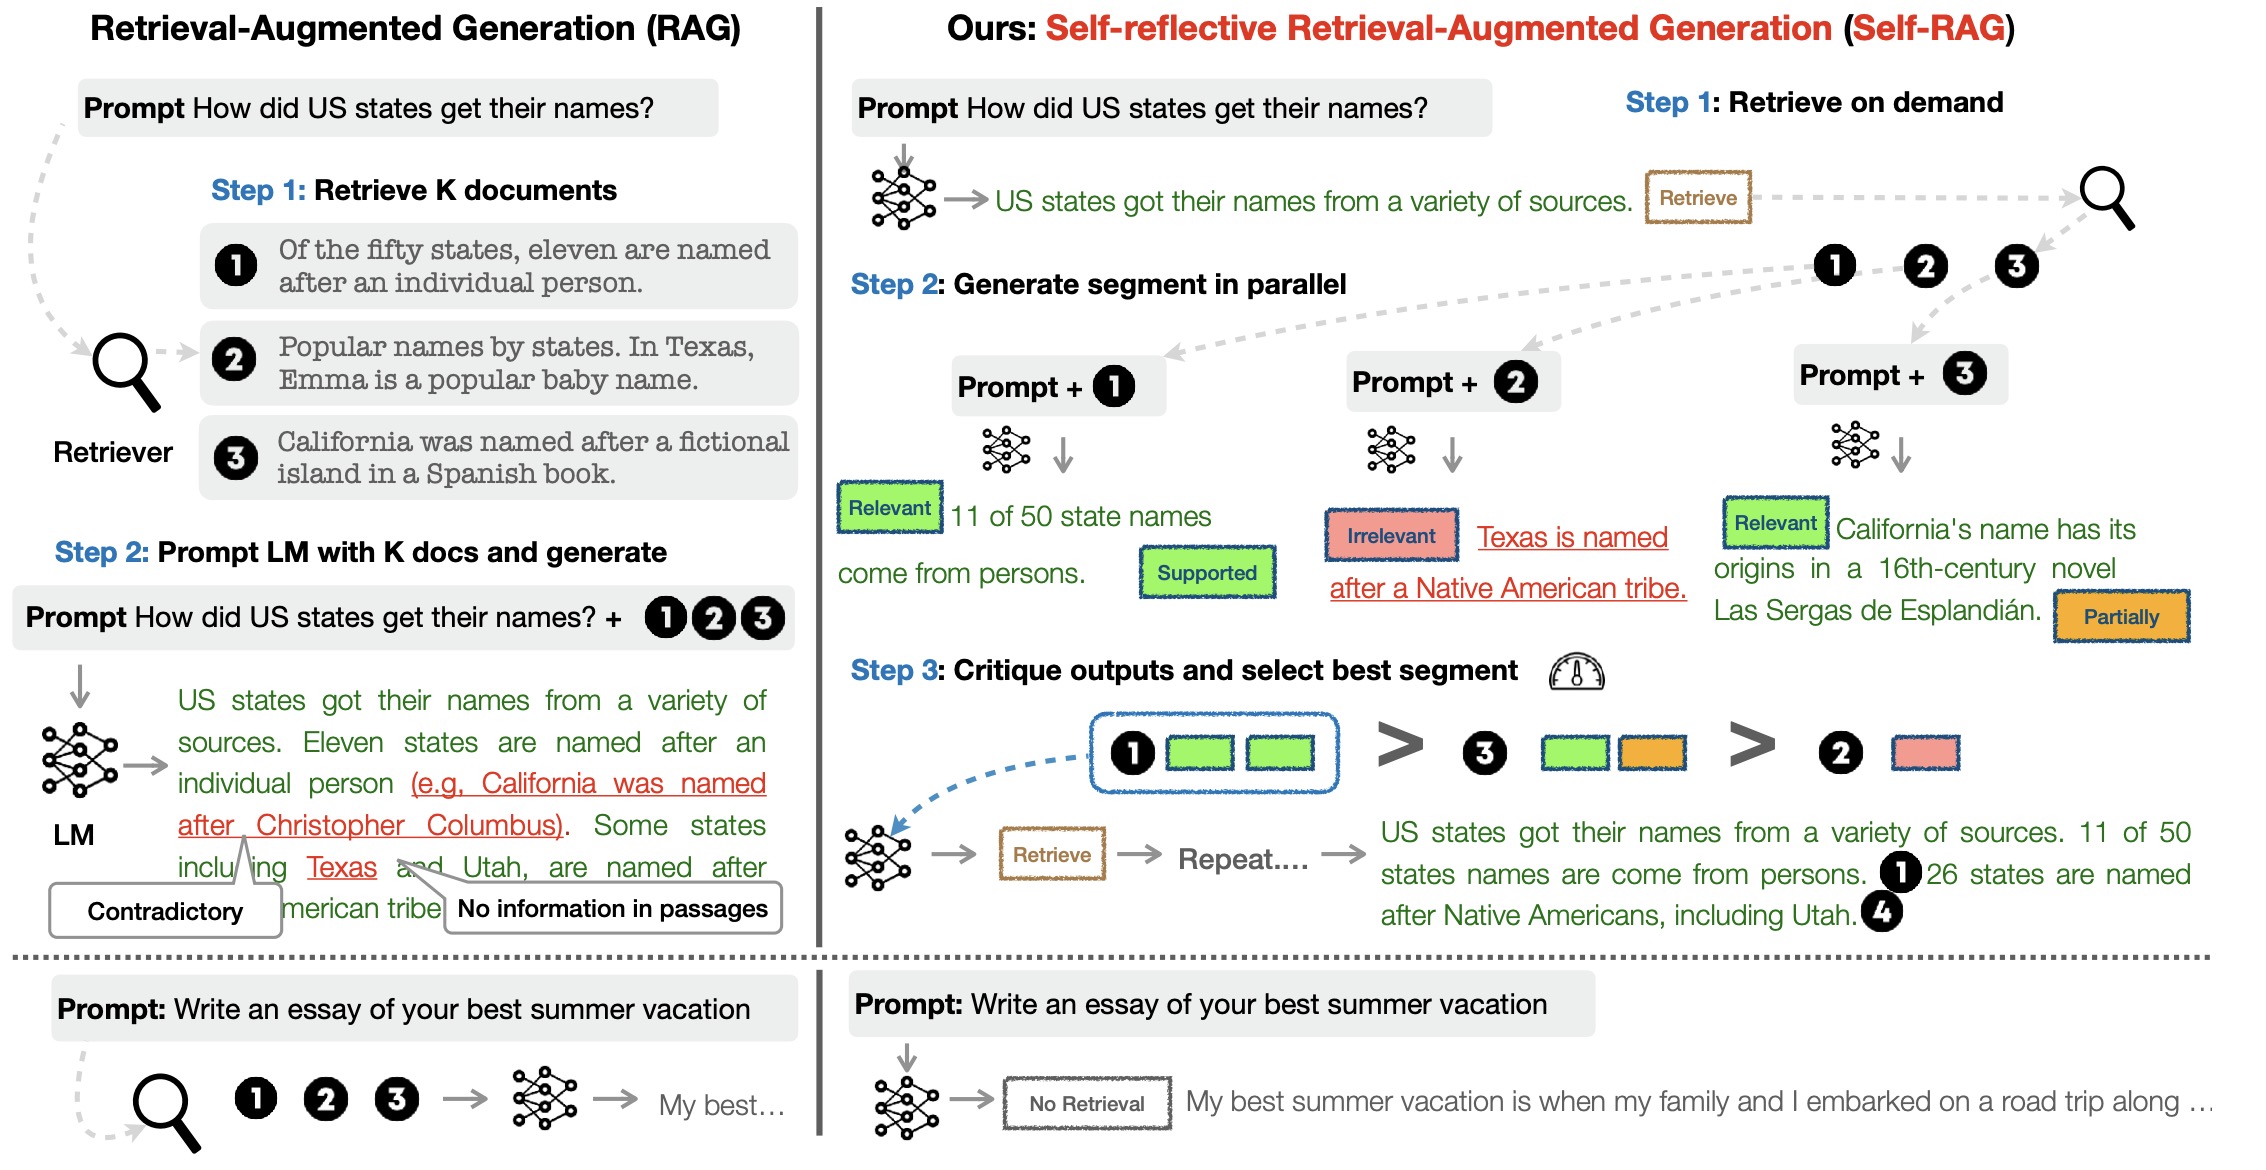 Retrieval-Augmented Generation (RAG)
Prompt How did US states get their names?
Step 1: Retrieve K documents
1 Of the fifty states, eleven are named
after an individual person.
2 Popular names by states. In Texas,
Emma is a popular baby name.
3 California was named after a fictional
island in a Spanish book.
Retriever
Step 2: Prompt LM with K docs and generate
Prompt How did US states get their names? + 1 2 3
US states got their names from a variety of
sources. Eleven states are named after an
individual person (e.g, California was named
after Christopher Columbus). Some states
including Texas and Utah, are named after
merican tribe
LM
Contradictory
No information in passages
Prompt: Write an essay of your best summer vacation
1 2 3
My best...
Ours: Self-reflective Retrieval-Augmented Generation (Self-RAG)
Prompt How did US states get their names?
Step 1: Retrieve on demand
US states got their names from a variety of sources. Retrieve
1 2 3
Step 2: Generate segment in parallel
Prompt + 1
Relevant 11 of 50 state names
come from persons. Supported
Prompt + 2
Irrelevant Texas is named
after a Native American tribe.
Prompt + 3
Relevant California's name has its
origins in a 16th-century novel
Las Sergas de Esplandián. Partially
Step 3: Critique outputs and select best segment
1 > 3 > 2
Retrieve Repeat....
US states got their names from a variety of sources. 11 of 50
states names are come from persons. 1 26 states are named
after Native Americans, including Utah. 4
Prompt: Write an essay of your best summer vacation
No Retrieval My best summer vacation is when my family and I embarked on a road trip along ...